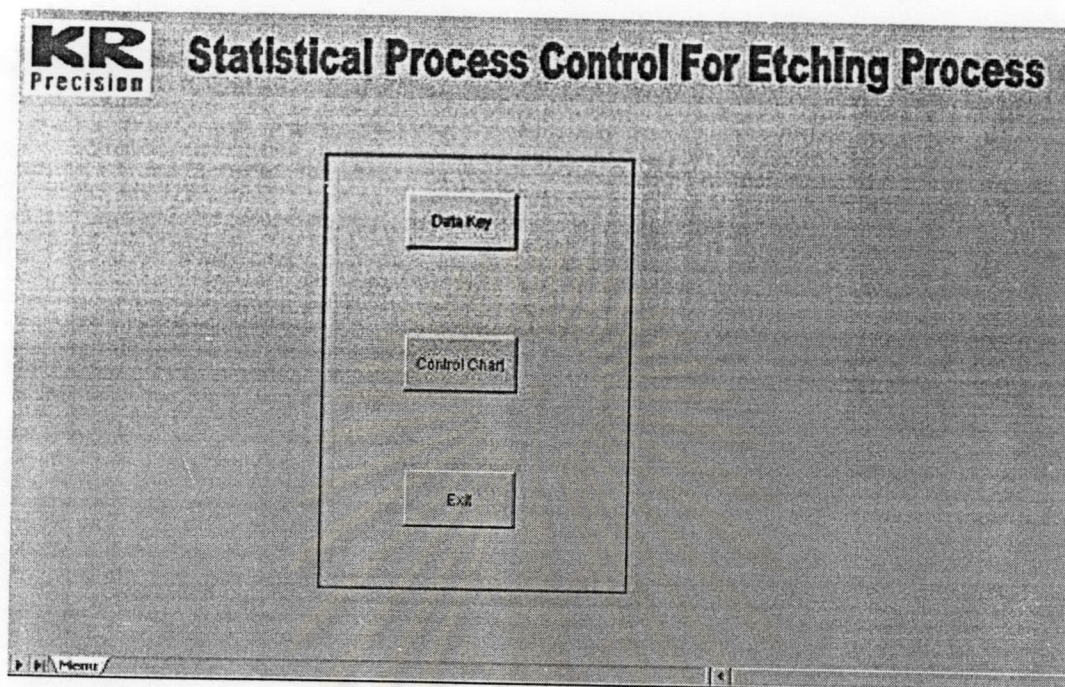 KR
Precision
Statistical Process Control For Etching Process
Data Key
Control Chart
Exit
Menu